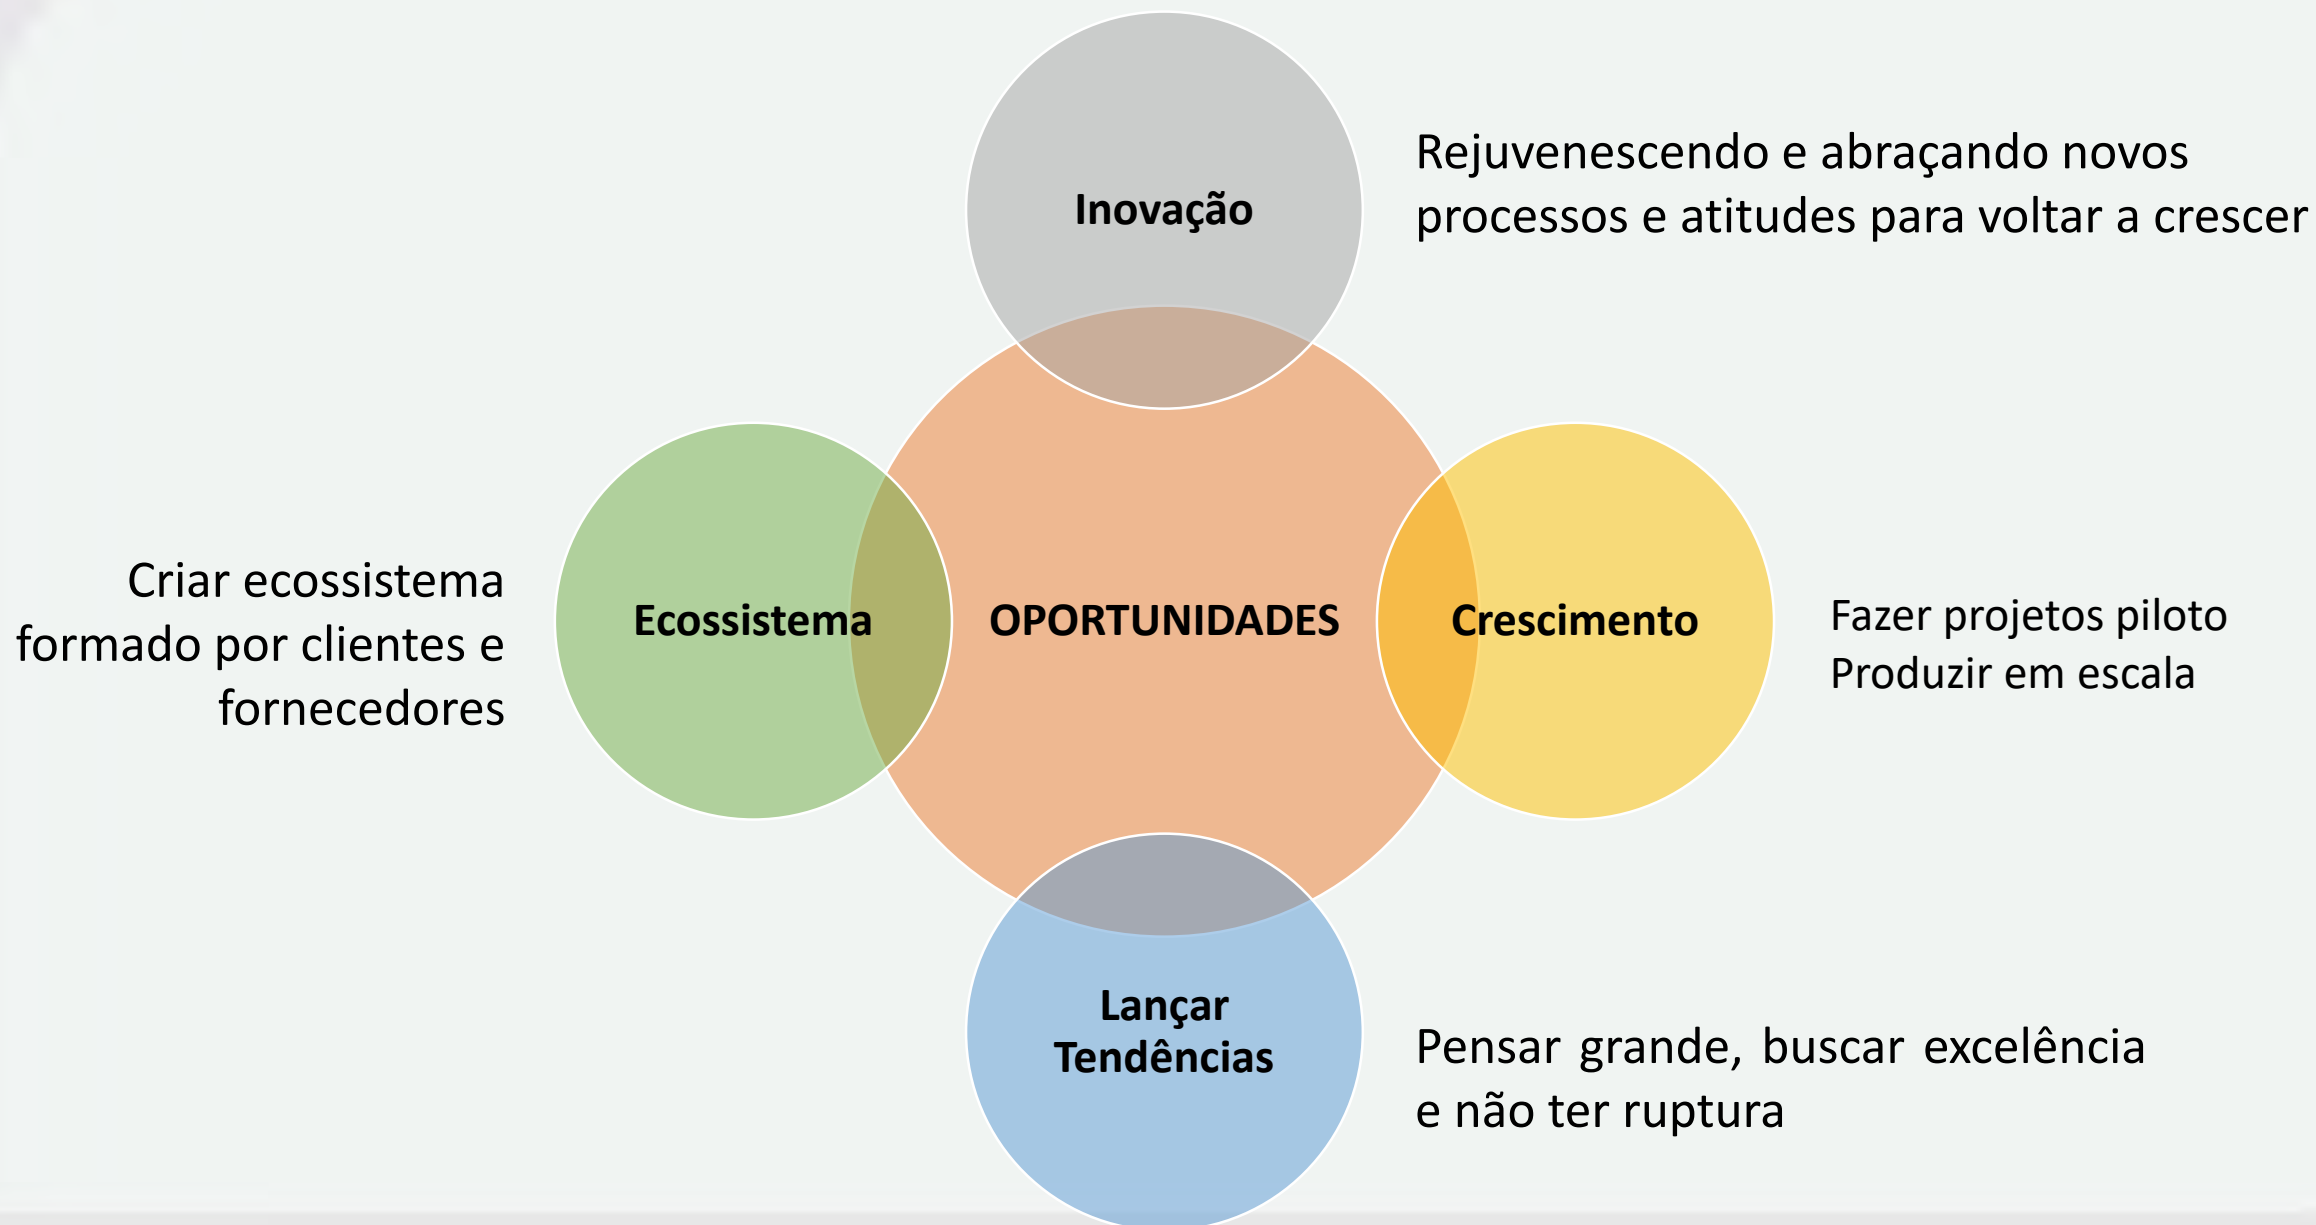 Inovação
Rejuvenescendo e abraçando novos
processos e atitudes para voltar a crescer
Criar ecossistema
formado por clientes e
fornecedores
Ecossistema
OPORTUNIDADES
Crescimento
Fazer projetos piloto
Produzir em escala
Lançar
Tendências
Pensar grande, buscar excelência
e não ter ruptura